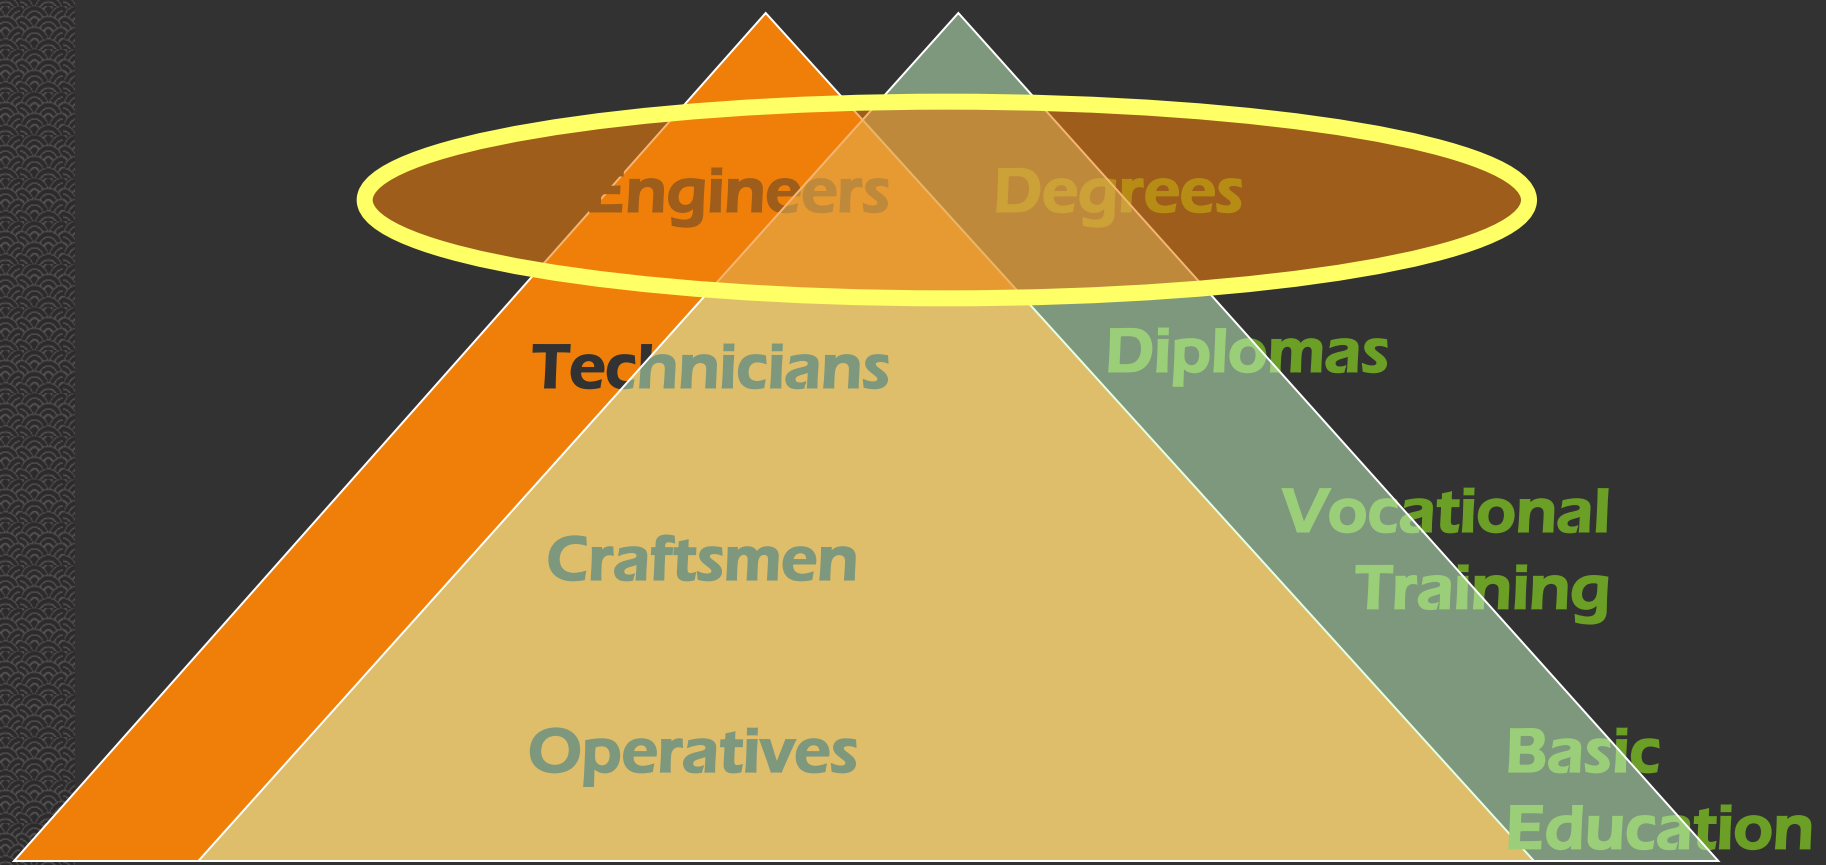 Engineers
Degrees
Technicians
Diplomas
Craftsmen
Vocational
Training
Operatives
Basic
Education